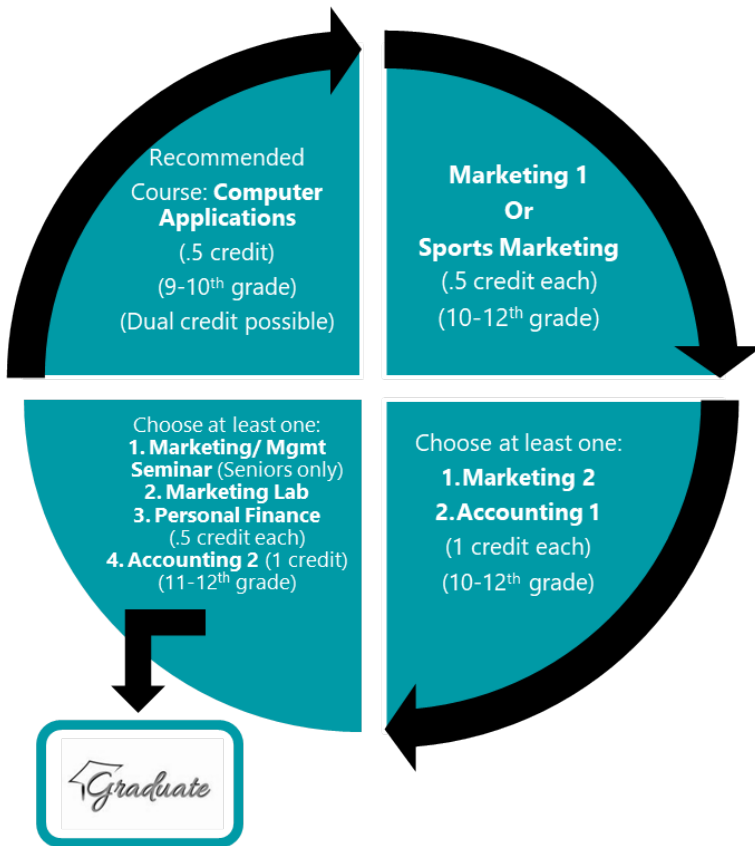 Recommended
Course: Computer
Applications
(.5 credit)
(9-10th grade)
(Dual credit possible)
Marketing 1
Or
Sports Marketing
(.5 credit each)
(10-12th grade)
Choose at least one:
1.Marketing 2
2.Accounting 1
(1 credit each)
(10-12th grade)
Choose at least one:
1. Marketing/ Mgmt
Seminar (Seniors only)
2. Marketing Lab
3. Personal Finance
(.5 credit each)
4. Accounting 2 (1 credit)
(11-12th grade)
Graduate